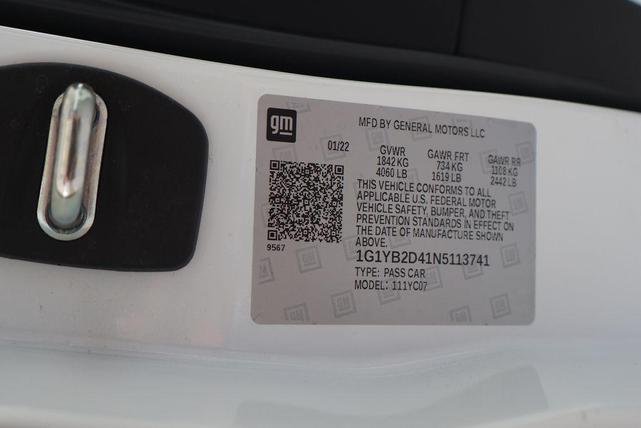 gm
MFD BY GENERAL MOTORS LLC
01/22
GVWR GAWR FRT GAWR RR
1842 KG 734 KG 1108 KG
4060 LB 1619 LB 2442 LB
THIS VEHICLE CONFORMS TO ALL
APPLICABLE U.S. FEDERAL MOTOR
VEHICLE SAFETY, BUMPER, AND THEFT
PREVENTION STANDARDS IN EFFECT ON
THE DATE OF MANUFACTURE SHOWN
ABOVE.
9567
1G1YB2D41N5113741
TYPE: PASS CAR
MODEL: 111YC07